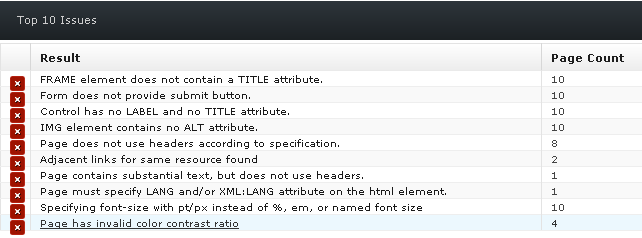 Top 10 Issues
Result Page Count
FRAME element does not contain a TITLE attribute. 10
Form does not provide submit button. 10
Control has no LABEL and no TITLE attribute. 10
IMG element contains no ALT attribute. 10
Page does not use headers according to specification. 8
Adjacent links for same resource found 2
Page contains substantial text, but does not use headers. 1
Page must specify LANG and/or XML:LANG attribute on the html element. 1
Specifying font-size with pt/px instead of %, em, or named font size 10
Page has invalid color contrast ratio 4